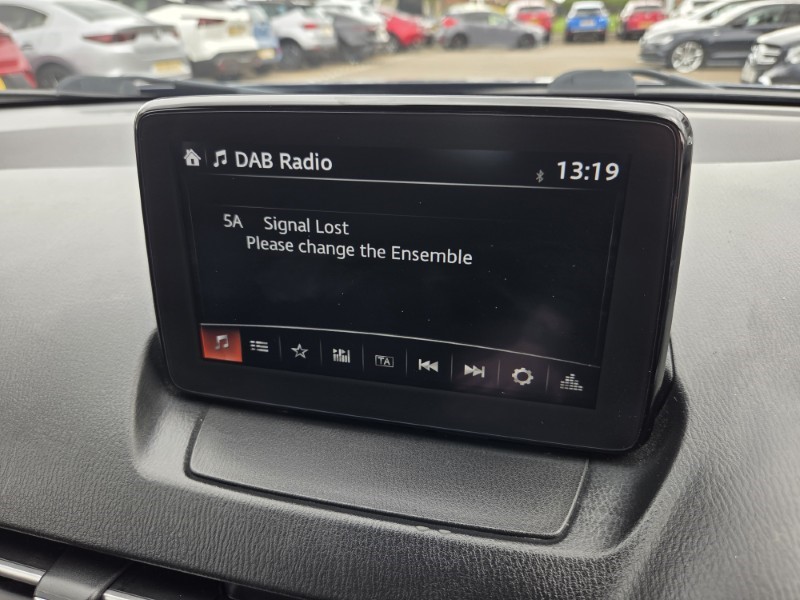 DAB Radio 13:19
5A Signal Lost
Please change the Ensemble
TA